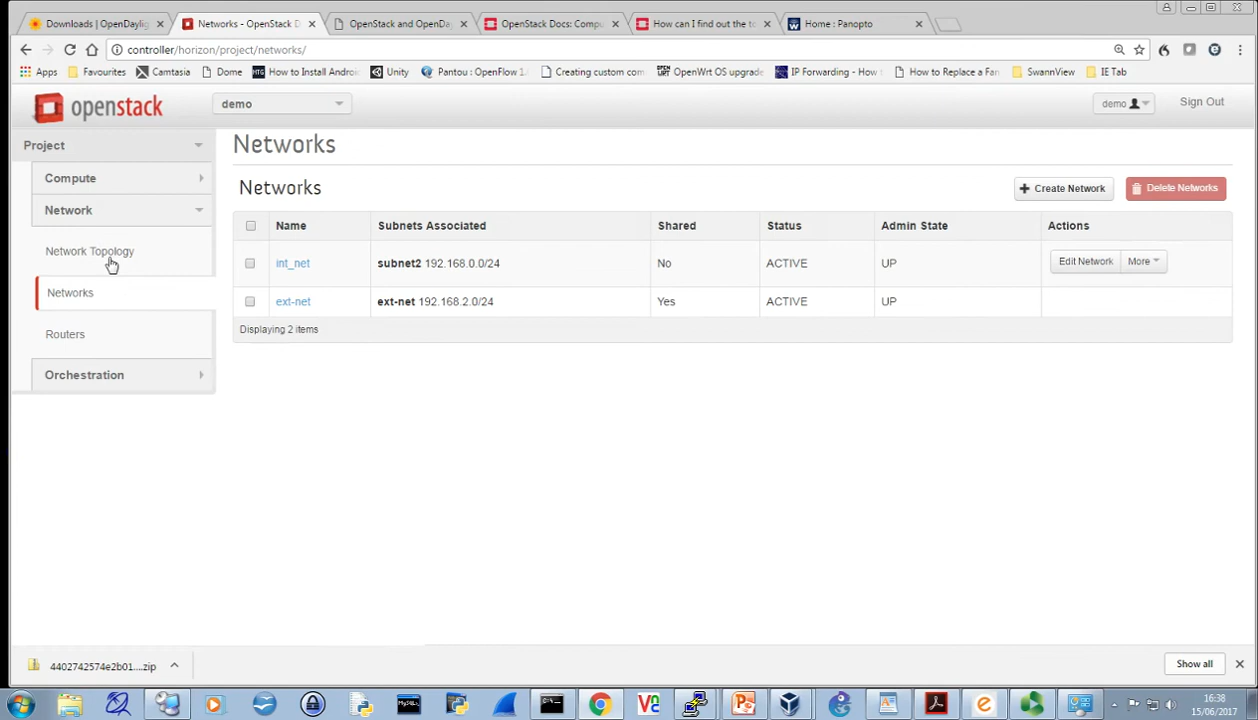 Downloads | OpenDaylig
Networks - OpenStack D
OpenStack and OpenDay
OpenStack Docs: Compu
How can I find out the to
Home : Panopto
controller/horizon/project/networks/
Apps
Favourites
Camtasia
Dome
How to Install Androi
Unity
Pantou : OpenFlow 1.
Creating custom com
OpenWrt OS upgrade
IP Forwarding - How
How to Replace a Fan
SwannView
IE Tab
openstack
demo
demo
Sign Out
Project
Compute
Network
Network Topology
Networks
Routers
Orchestration
Networks
Networks
Create Network
Delete Networks
Name Subnets Associated Shared Status Admin State Actions
int_net subnet2 192.168.0.0/24 No ACTIVE UP Edit Network More
ext-net ext-net 192.168.2.0/24 Yes ACTIVE UP
Displaying 2 items
4402742574e2b01....zip
Show all
16:38
15/06/2017